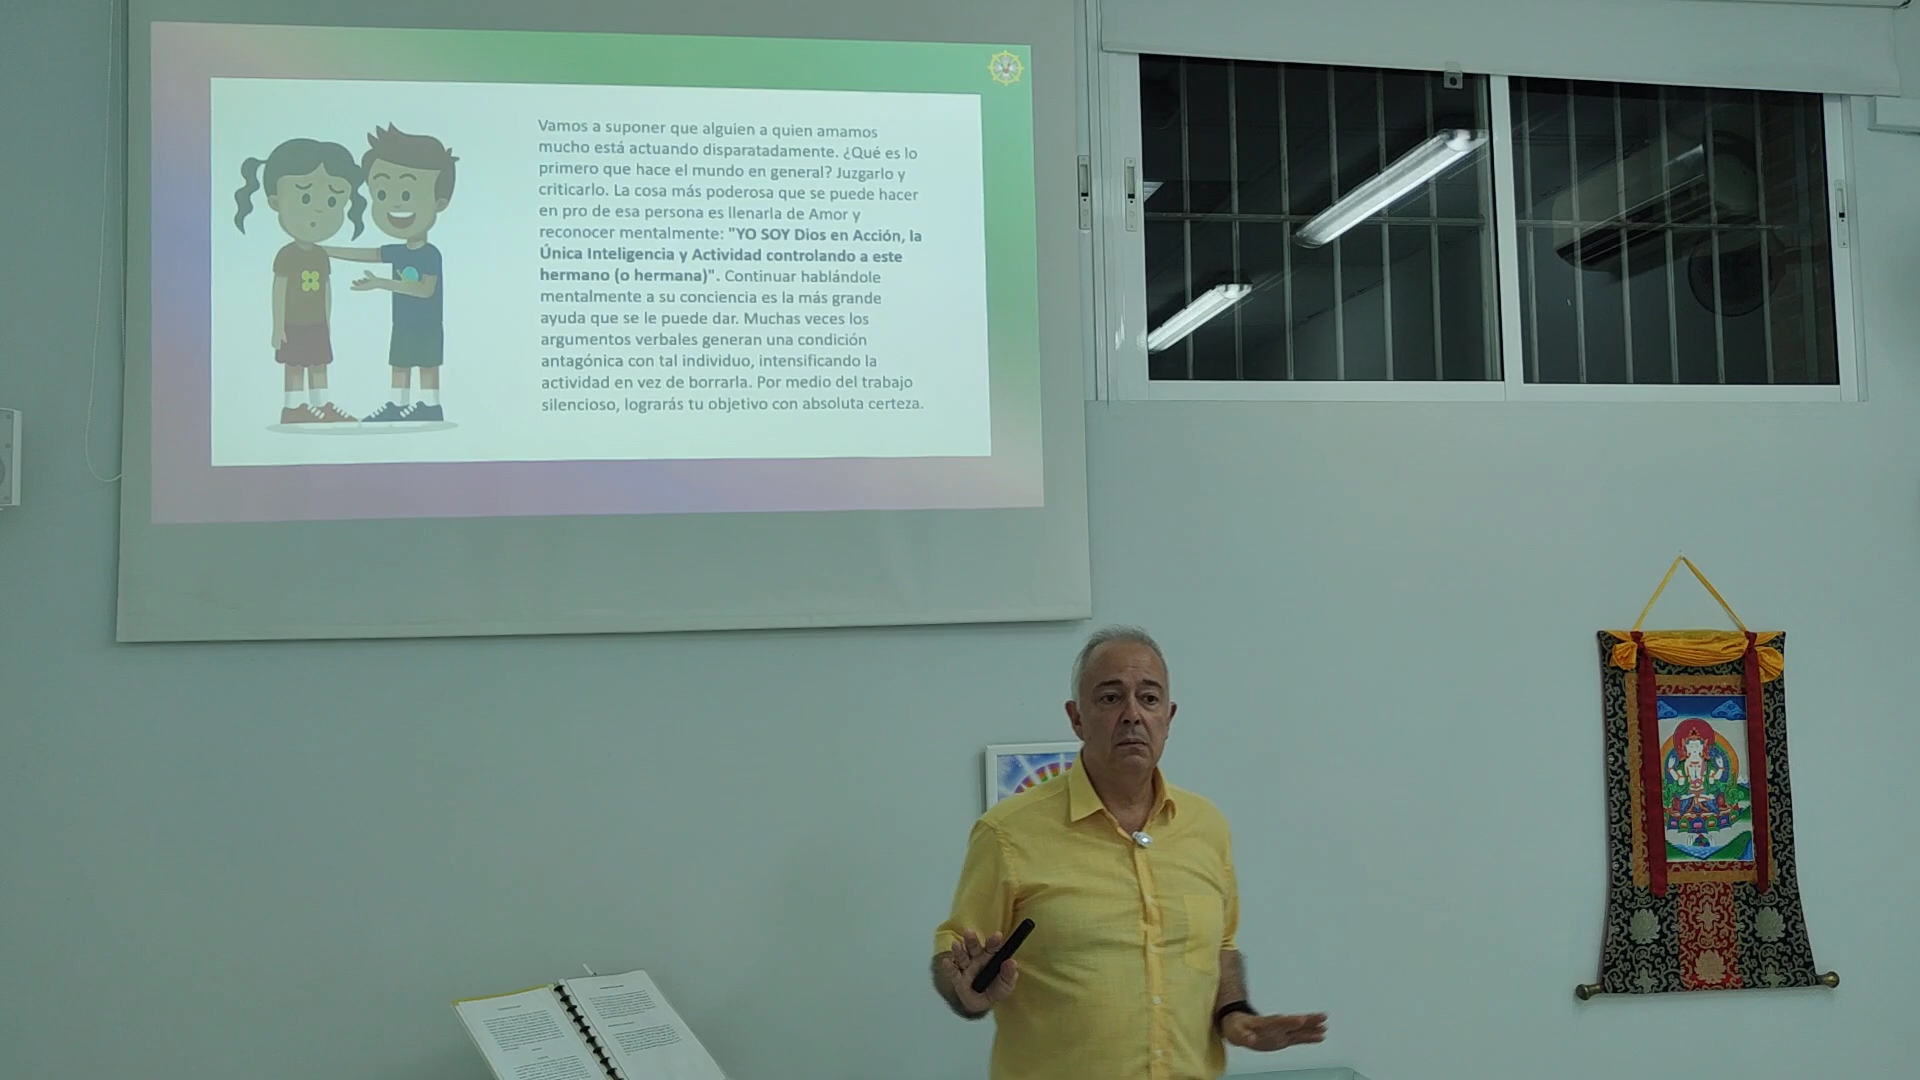 Vamos a suponer que alguien a quien amamos
mucho está actuando disparatadamente. ¿Qué es lo
primero que hace el mundo en general? Juzgarlo y
criticarlo. La cosa más poderosa que se puede hacer
en pro de esa persona es llenarla de Amor y
reconocer mentalmente: "YO SOY Dios en Acción, la
Única Inteligencia y Actividad controlando a este
hermano (o hermana)". Continuar hablándole
mentalmente a su conciencia es la más grande
ayuda que se le puede dar. Muchas veces los
argumentos verbales generan una condición
antagónica con tal individuo, intensificando la
actividad en vez de borrarla. Por medio del trabajo
silencioso, lograrás tu objetivo con absoluta certeza.